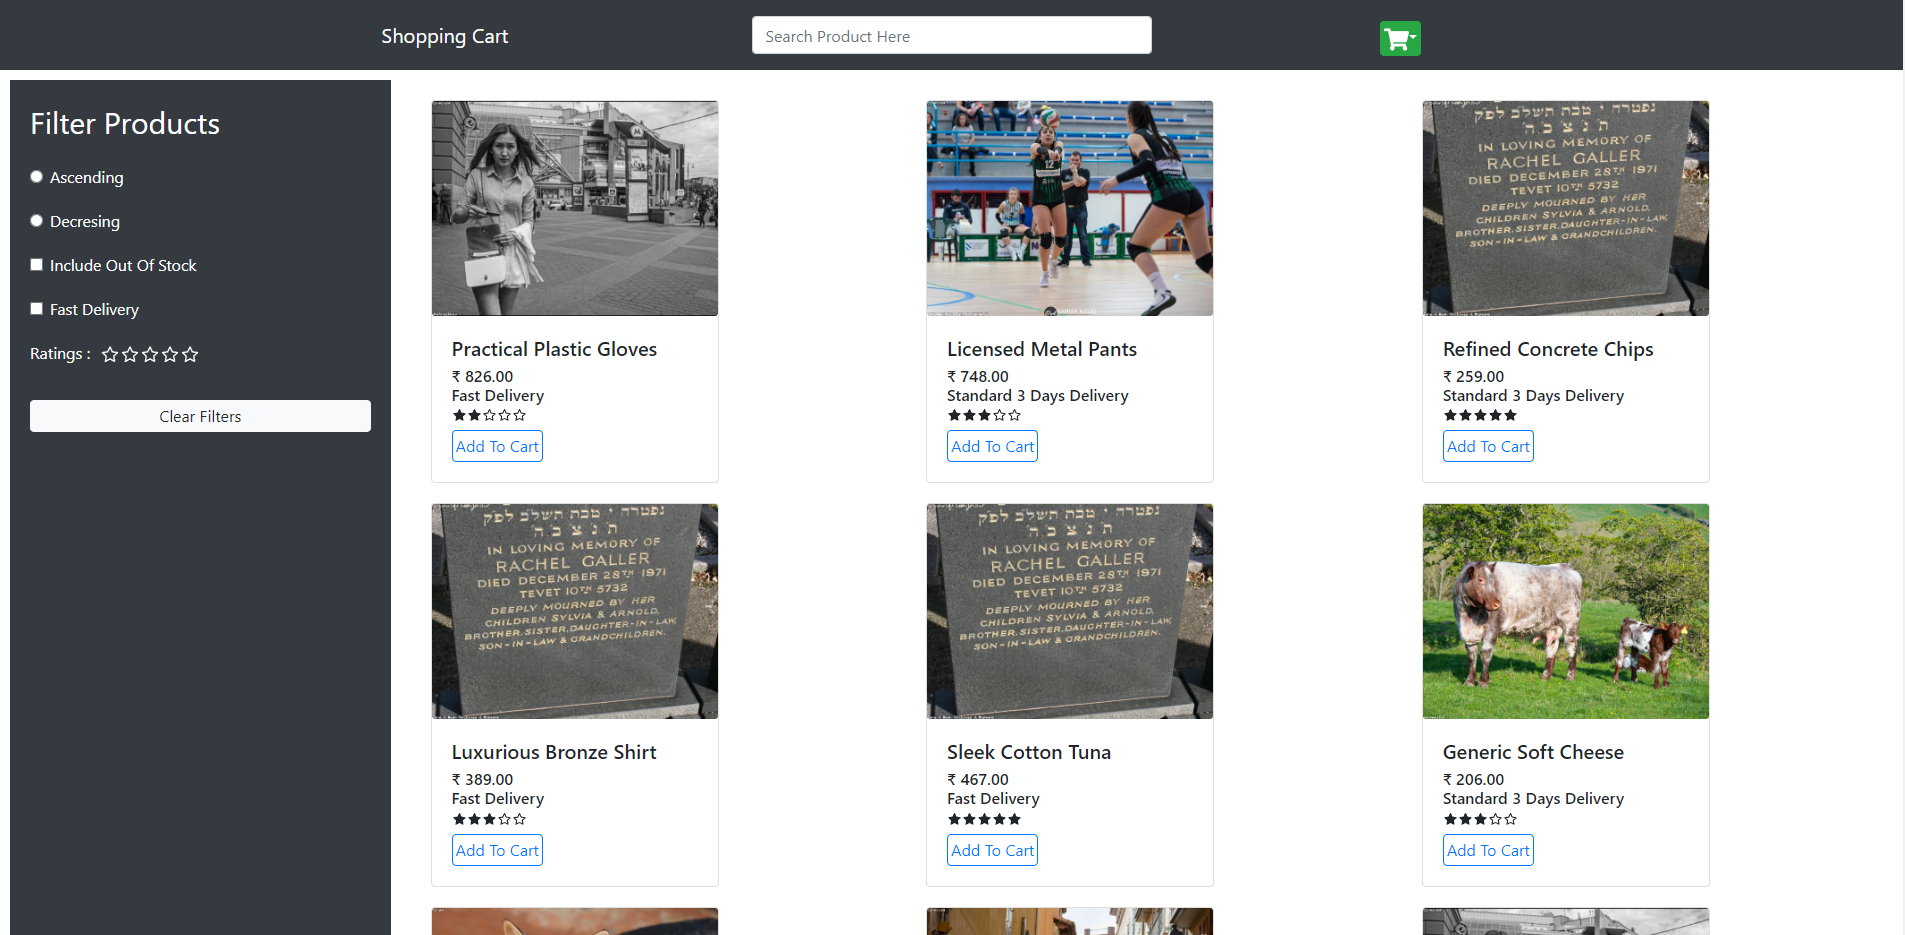 Shopping Cart
Search Product Here
Filter Products
Ascending
Decresing
Include Out Of Stock
Fast Delivery
Ratings :
Clear Filters
12
Practical Plastic Gloves
₹ 826.00
Fast Delivery
Add To Cart
Licensed Metal Pants
₹ 748.00
Standard 3 Days Delivery
Add To Cart
נפטרה י טבת תשל״ב לפק
ת נ צ ב ה
IN LOVING MEMORY OF
RACHEL GALLER
DIED DECEMBER 28TH 1971
TEVET 10TH 5732
DEEPLY MOURNED BY HER
CHILDREN SYLVIA & ARNOLD,
BROTHER, SISTER, DAUGHTER-IN-LAW,
SON-IN-LAW & GRANDCHILDREN.
Refined Concrete Chips
₹ 259.00
Standard 3 Days Delivery
Add To Cart
נפטרה י טבת תשל״ב לפק
ת נ צ ב ה
IN LOVING MEMORY OF
RACHEL GALLER
DIED DECEMBER 28TH 1971
TEVET 10TH 5732
DEEPLY MOURNED BY HER
CHILDREN SYLVIA & ARNOLD,
BROTHER, SISTER, DAUGHTER-IN-LAW,
SON-IN-LAW & GRANDCHILDREN.
Luxurious Bronze Shirt
₹ 389.00
Fast Delivery
Add To Cart
נפטרה י טבת תשל״ב לפק
ת נ צ ב ה
IN LOVING MEMORY OF
RACHEL GALLER
DIED DECEMBER 28TH 1971
TEVET 10TH 5732
DEEPLY MOURNED BY HER
CHILDREN SYLVIA & ARNOLD,
BROTHER, SISTER, DAUGHTER-IN-LAW,
SON-IN-LAW & GRANDCHILDREN.
Sleek Cotton Tuna
₹ 467.00
Fast Delivery
Add To Cart
Generic Soft Cheese
₹ 206.00
Standard 3 Days Delivery
Add To Cart